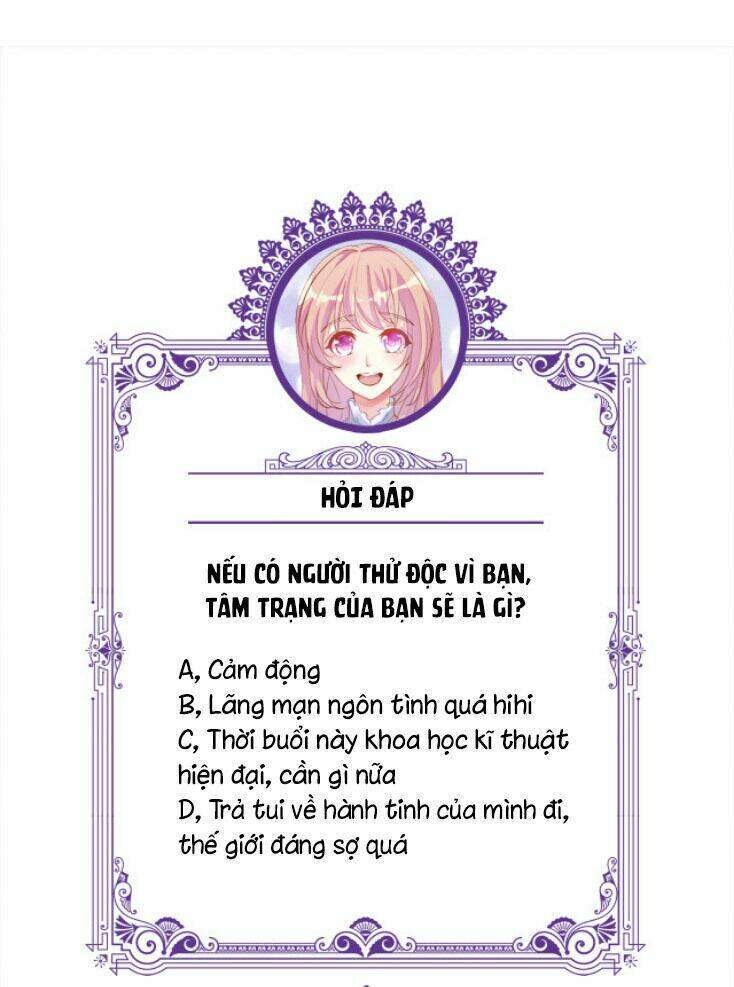 HỎI ĐÁP
NẾU CÓ NGƯỜI THỬ ĐỘC VÌ BẠN,
TÂM TRẠNG CỦA BẠN SẼ LÀ GÌ?
A, Cảm động
B, Lãng mạn ngôn tình quá hihi
C, Thời buổi này khoa học kĩ thuật
hiện đại, cần gì nữa
D, Trả tui về hành tinh của mình đi,
thế giới đáng sợ quá